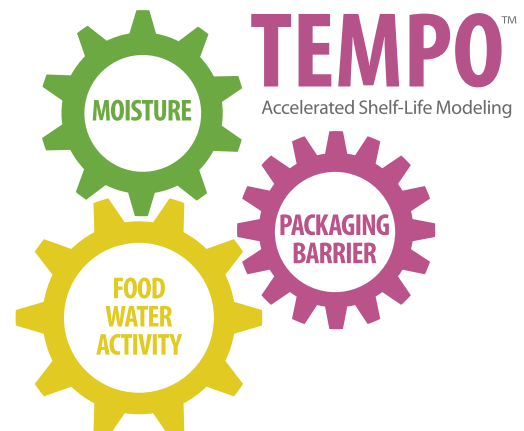 TEMPO™
Accelerated Shelf-Life Modeling
MOISTURE
PACKAGING
BARRIER
FOOD
WATER
ACTIVITY